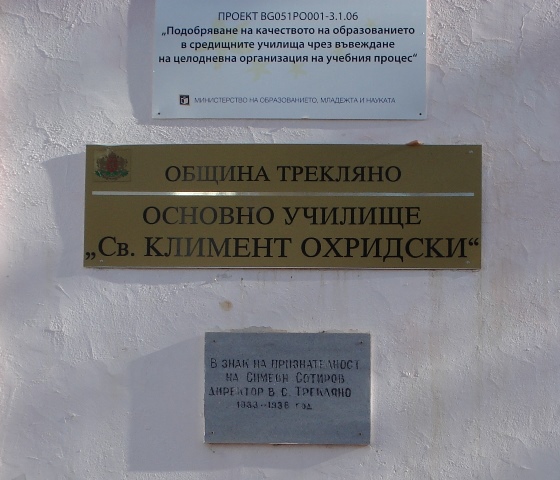 ПРОЕКТ BG051PO001-3.1.06
„Подобряване на качеството на образованието
в средищните училища чрез въвеждане
на целодневна организация на учебния процес“
МИНИСТЕРСТВО НА ОБРАЗОВАНИЕТО, МЛАДЕЖТА И НАУКАТА
ОБЩИНА ТРЕКЛЯНО
ОСНОВНО УЧИЛИЩЕ
„Св. КЛИМЕНТ ОХРИДСКИ“
В ЗНАК НА ПРИЗНАТЕЛНОСТ
НА СИМЕОН СОТИРОВ
ДИРЕКТОР В С. ТРЕКЛЯНО
ГОД